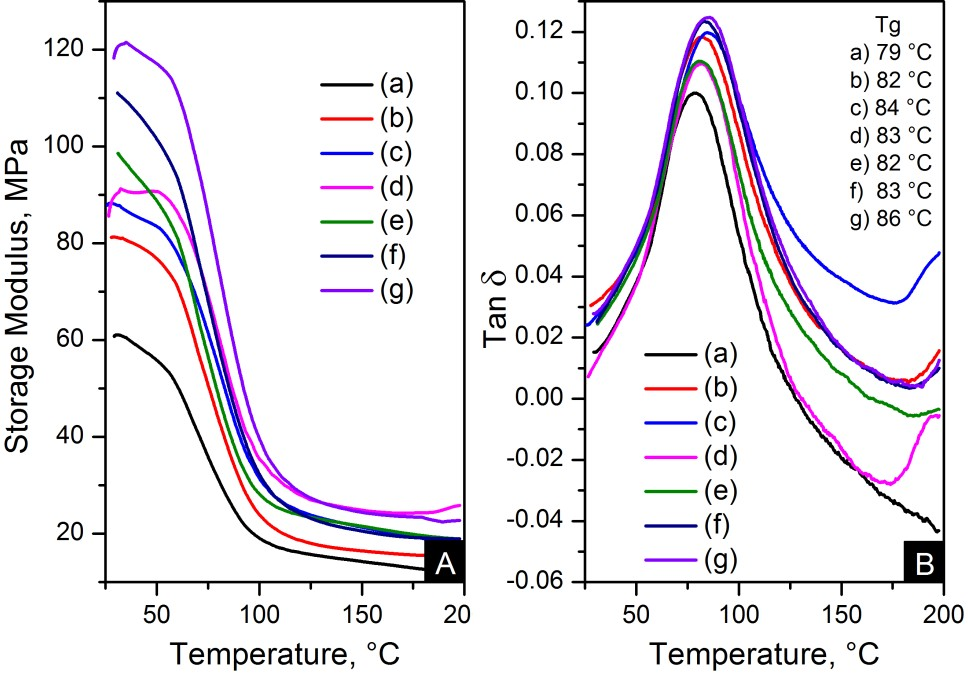 Storage Modulus, MPa
120
100
80
60
40
20
(a)
(b)
(c)
(d)
(e)
(f)
(g)
A
50
100
150
200
Temperature, °C
Tan δ
0.12
0.10
0.08
0.06
0.04
0.02
0.00
-0.02
-0.04
-0.06
Tg
a) 79 °C
b) 82 °C
c) 84 °C
d) 83 °C
e) 82 °C
f) 83 °C
g) 86 °C
(a)
(b)
(c)
(d)
(e)
(f)
(g)
B
50
100
150
200
Temperature, °C